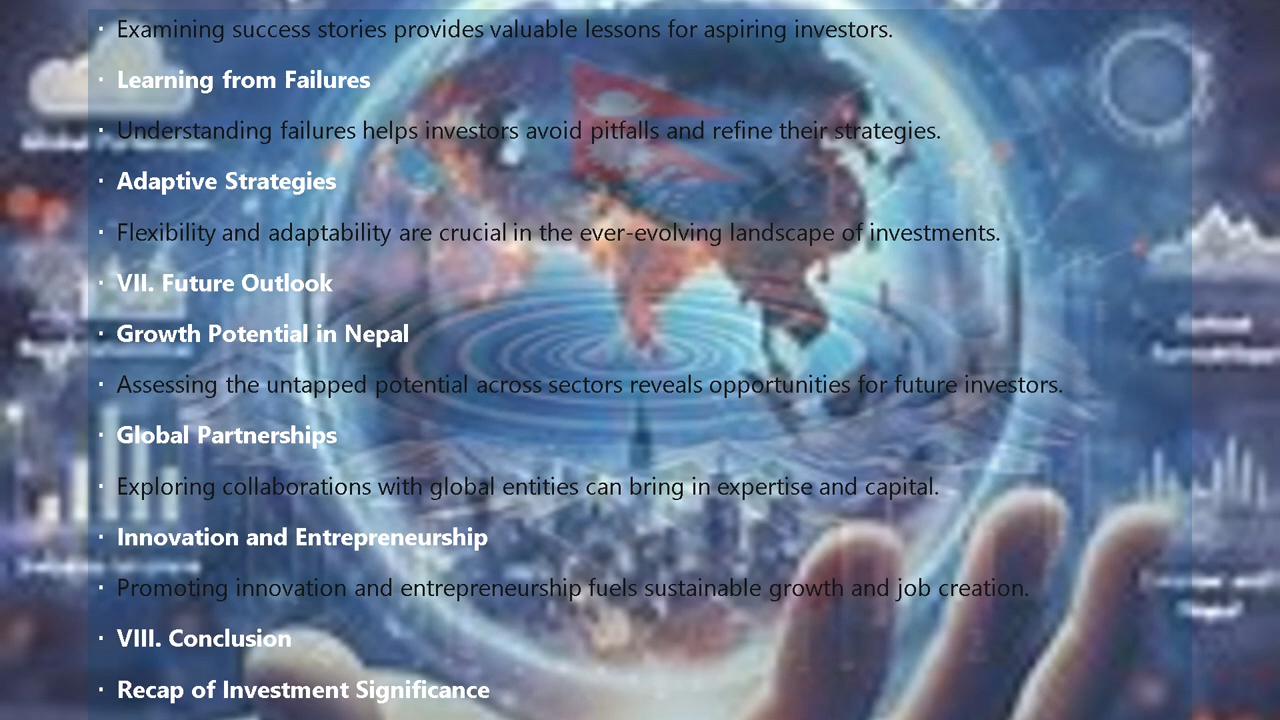 · Examining success stories provides valuable lessons for aspiring investors.
· Learning from Failures
· Understanding failures helps investors avoid pitfalls and refine their strategies.
· Adaptive Strategies
· Flexibility and adaptability are crucial in the ever-evolving landscape of investments.
· VII. Future Outlook
· Growth Potential in Nepal
· Assessing the untapped potential across sectors reveals opportunities for future investors.
· Global Partnerships
· Exploring collaborations with global entities can bring in expertise and capital.
· Innovation and Entrepreneurship
· Promoting innovation and entrepreneurship fuels sustainable growth and job creation.
· VIII. Conclusion
· Recap of Investment Significance